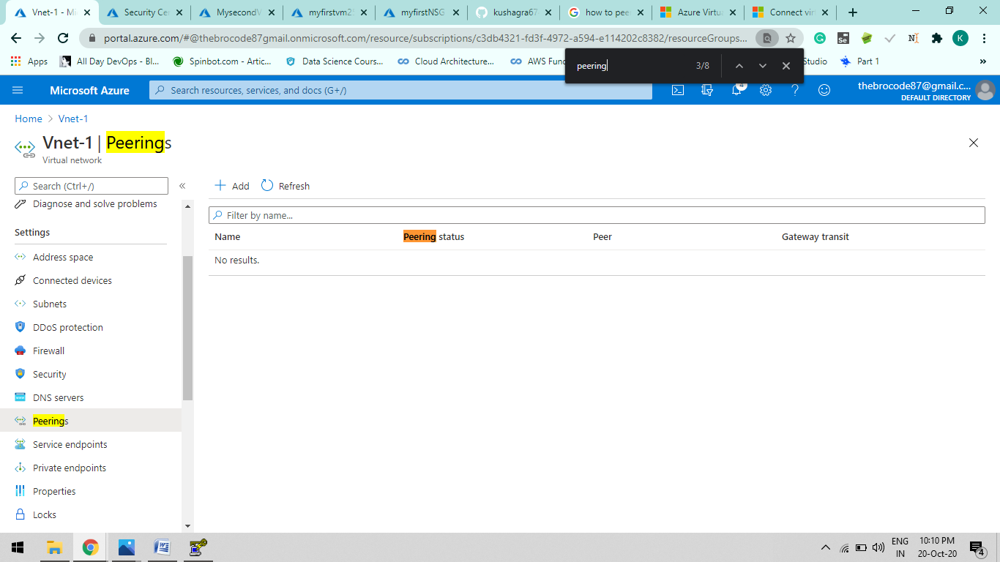 Vnet-1 - Mi
Security Cer
MysecondV
myfirstvm25
myfirstNSG
kushagra67
how to pee
Azure Virtua
Connect vir
portal.azure.com/#@thebrocode87gmail.onmicrosoft.com/resource/subscriptions/c3db4321-fd3f-4972-a594-e114202c8382/resourceGroups...
K
Apps
All Day DevOps - Bl...
Spinbot.com - Artic...
Data Science Cours...
Cloud Architecture...
AWS Fund
Studio
Part 1
»
peering
3/8
Microsoft Azure
Search resources, services, and docs (G+/)
4
thebrocode87@gmail.c...
DEFAULT DIRECTORY
Home > Vnet-1
Vnet-1 | Peerings
Virtual network
Search (Ctrl+/)
«
Diagnose and solve problems
Settings
Address space
Connected devices
Subnets
DDoS protection
Firewall
Security
DNS servers
Peerings
Service endpoints
Private endpoints
Properties
Locks
Add
Refresh
Filter by name...
Name Peering status Peer Gateway transit
No results.
ENG
IN
10:10 PM
20-Oct-20
4